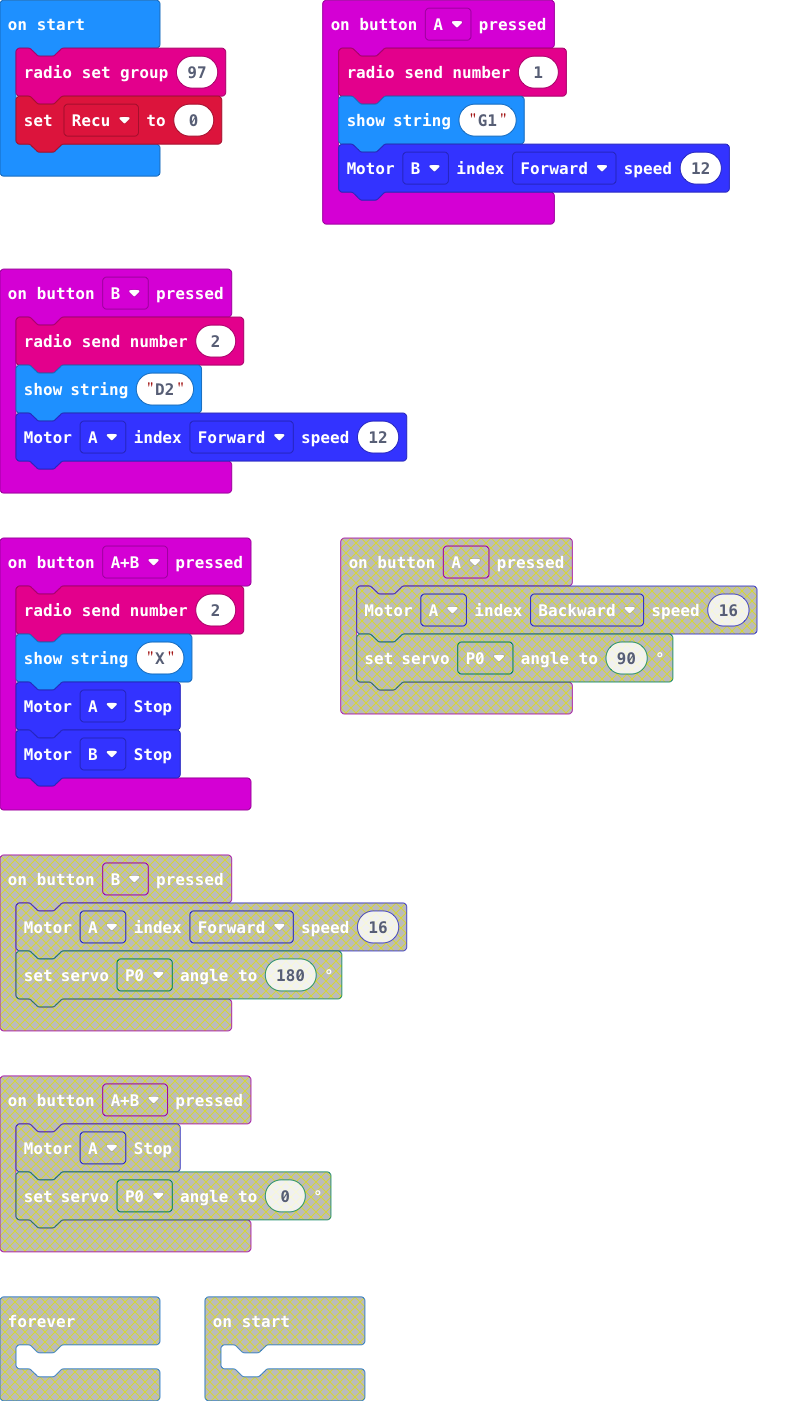 on start
radio set group 97
set Recu to 0
on button A pressed
radio send number 1
show string "G1"
Motor B index Forward speed 12
on button B pressed
radio send number 2
show string "D2"
Motor A index Forward speed 12
on button A+B pressed
radio send number 2
show string "X"
Motor A Stop
Motor B Stop
on button A pressed
Motor A index Backward speed 16
set servo P0 angle to 90 °
on button B pressed
Motor A index Forward speed 16
set servo P0 angle to 180 °
on button A+B pressed
Motor A Stop
set servo P0 angle to 0 °
forever
on start